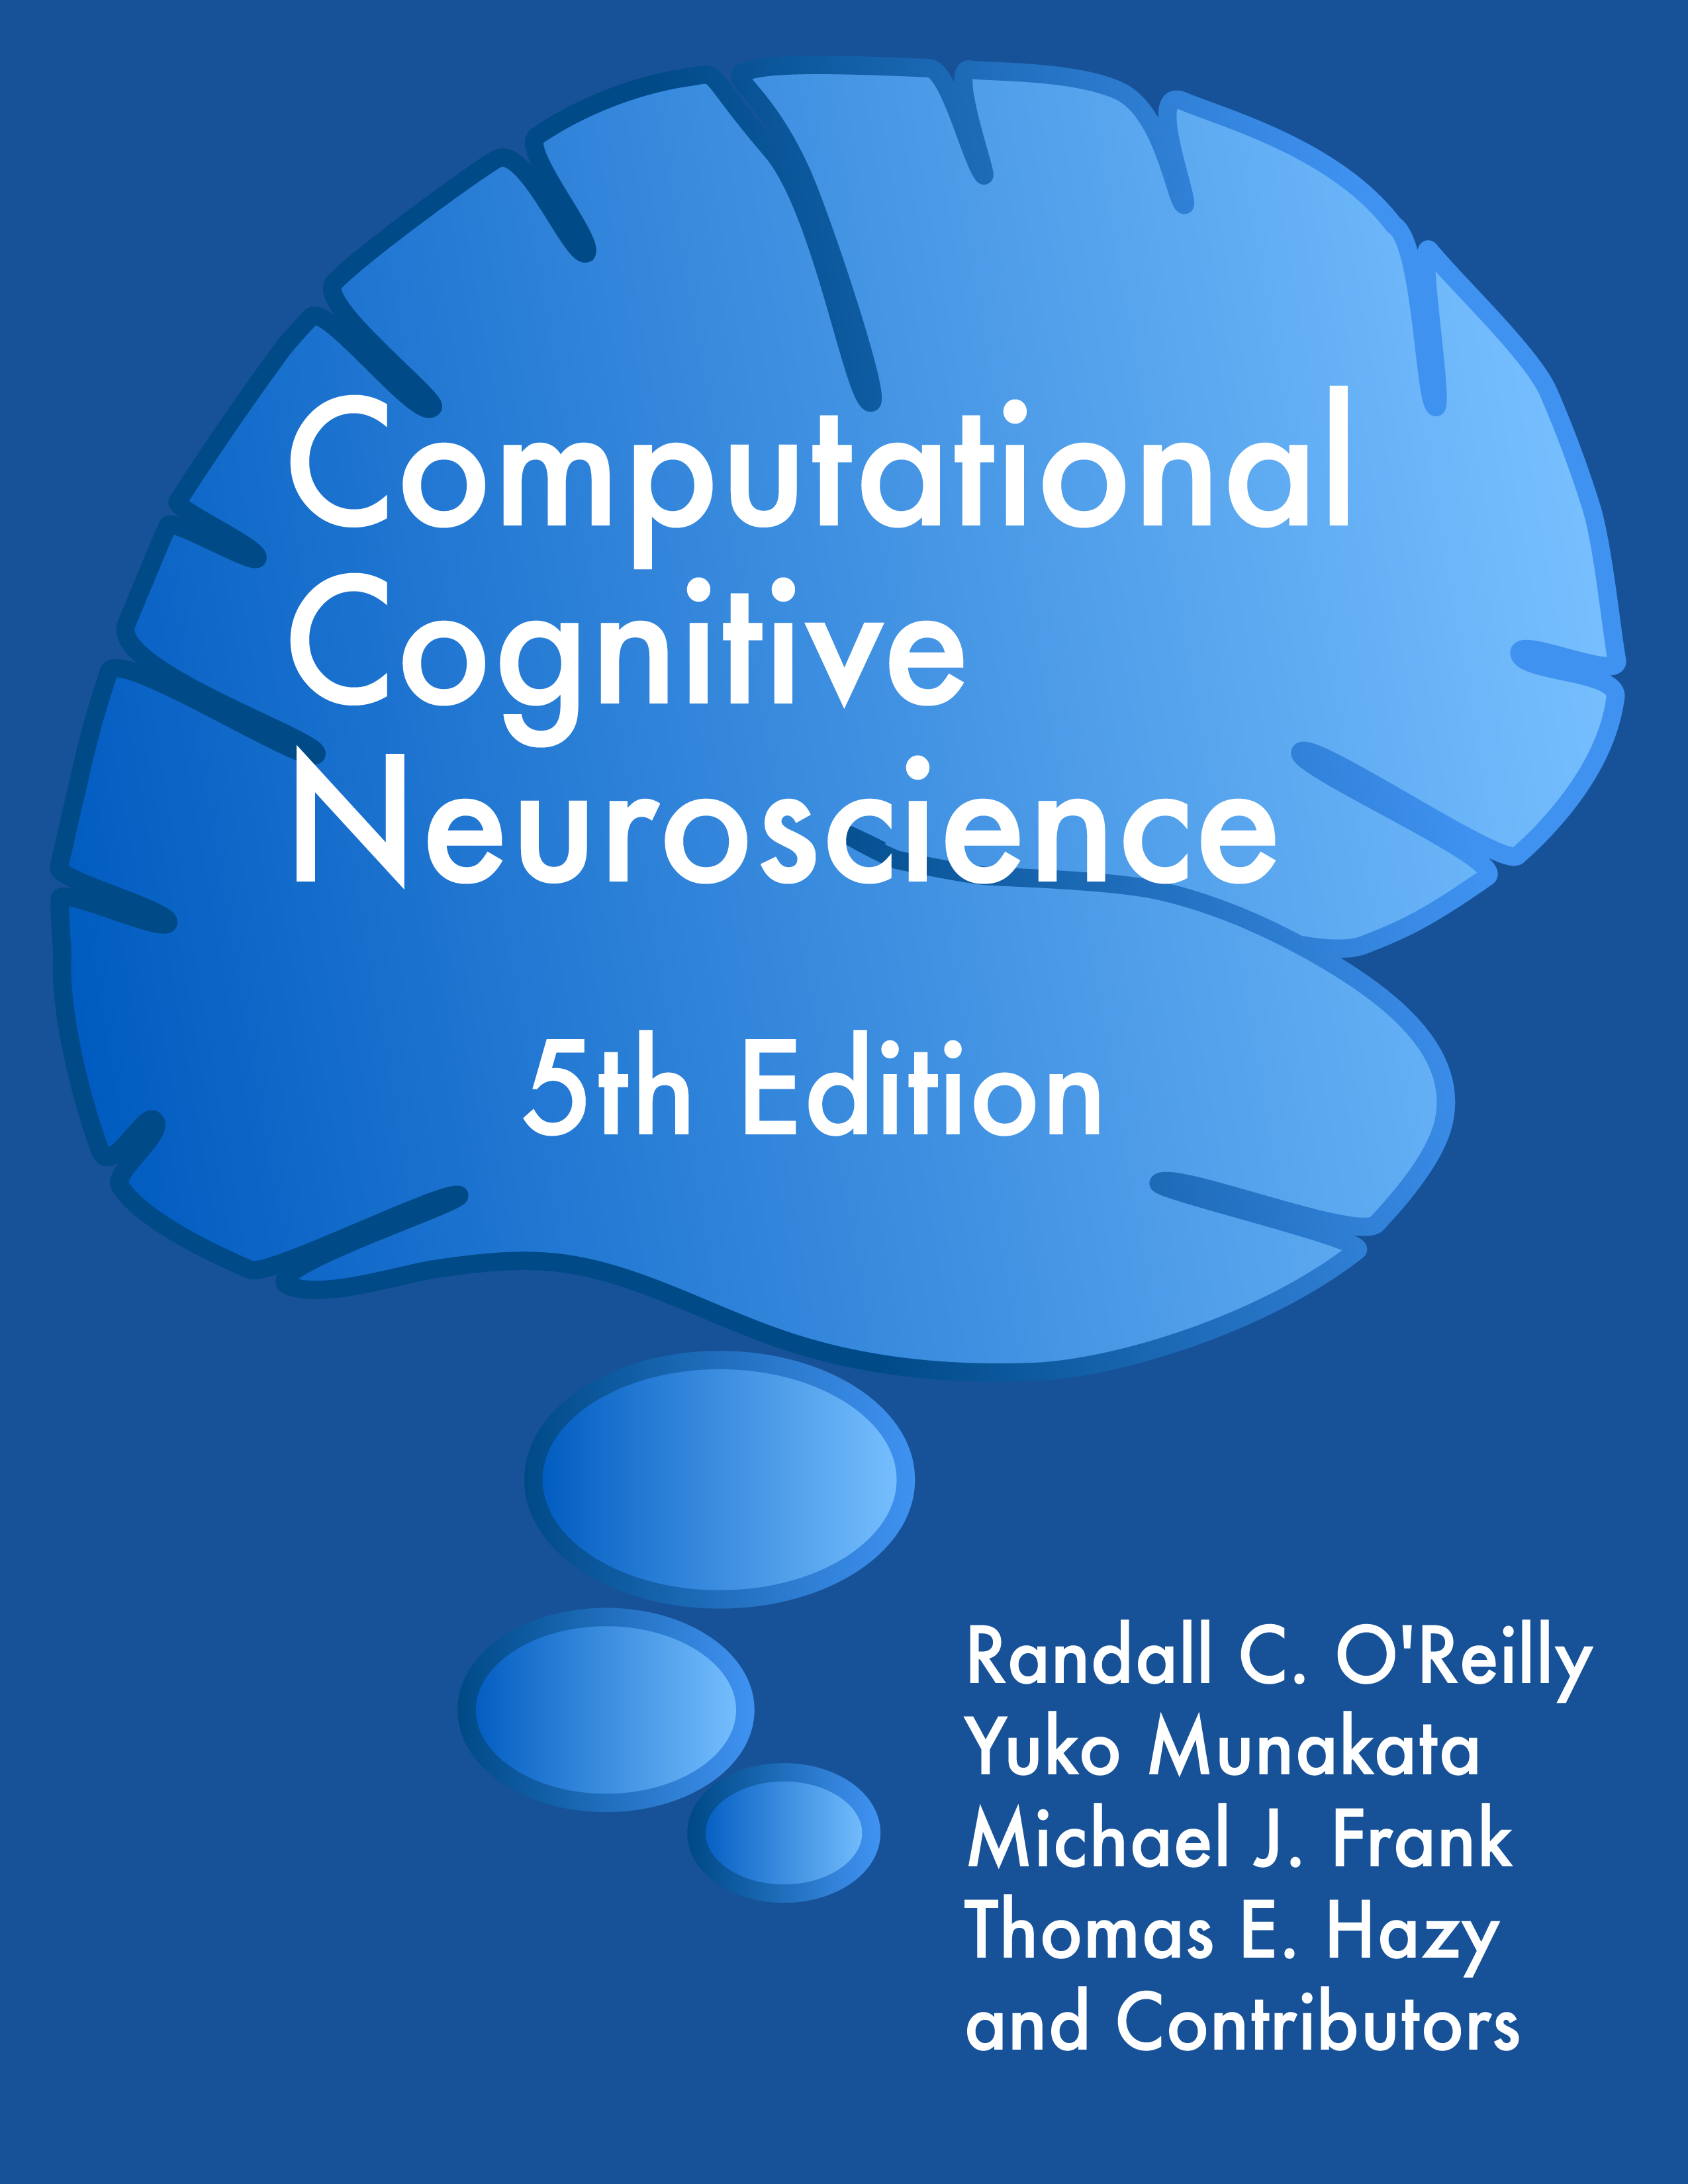 Computational
Cognitive
Neuroscience
5th Edition
Randall C. O'Reilly
Yuko Munakata
Michael J. Frank
Thomas E. Hazy
and Contributors